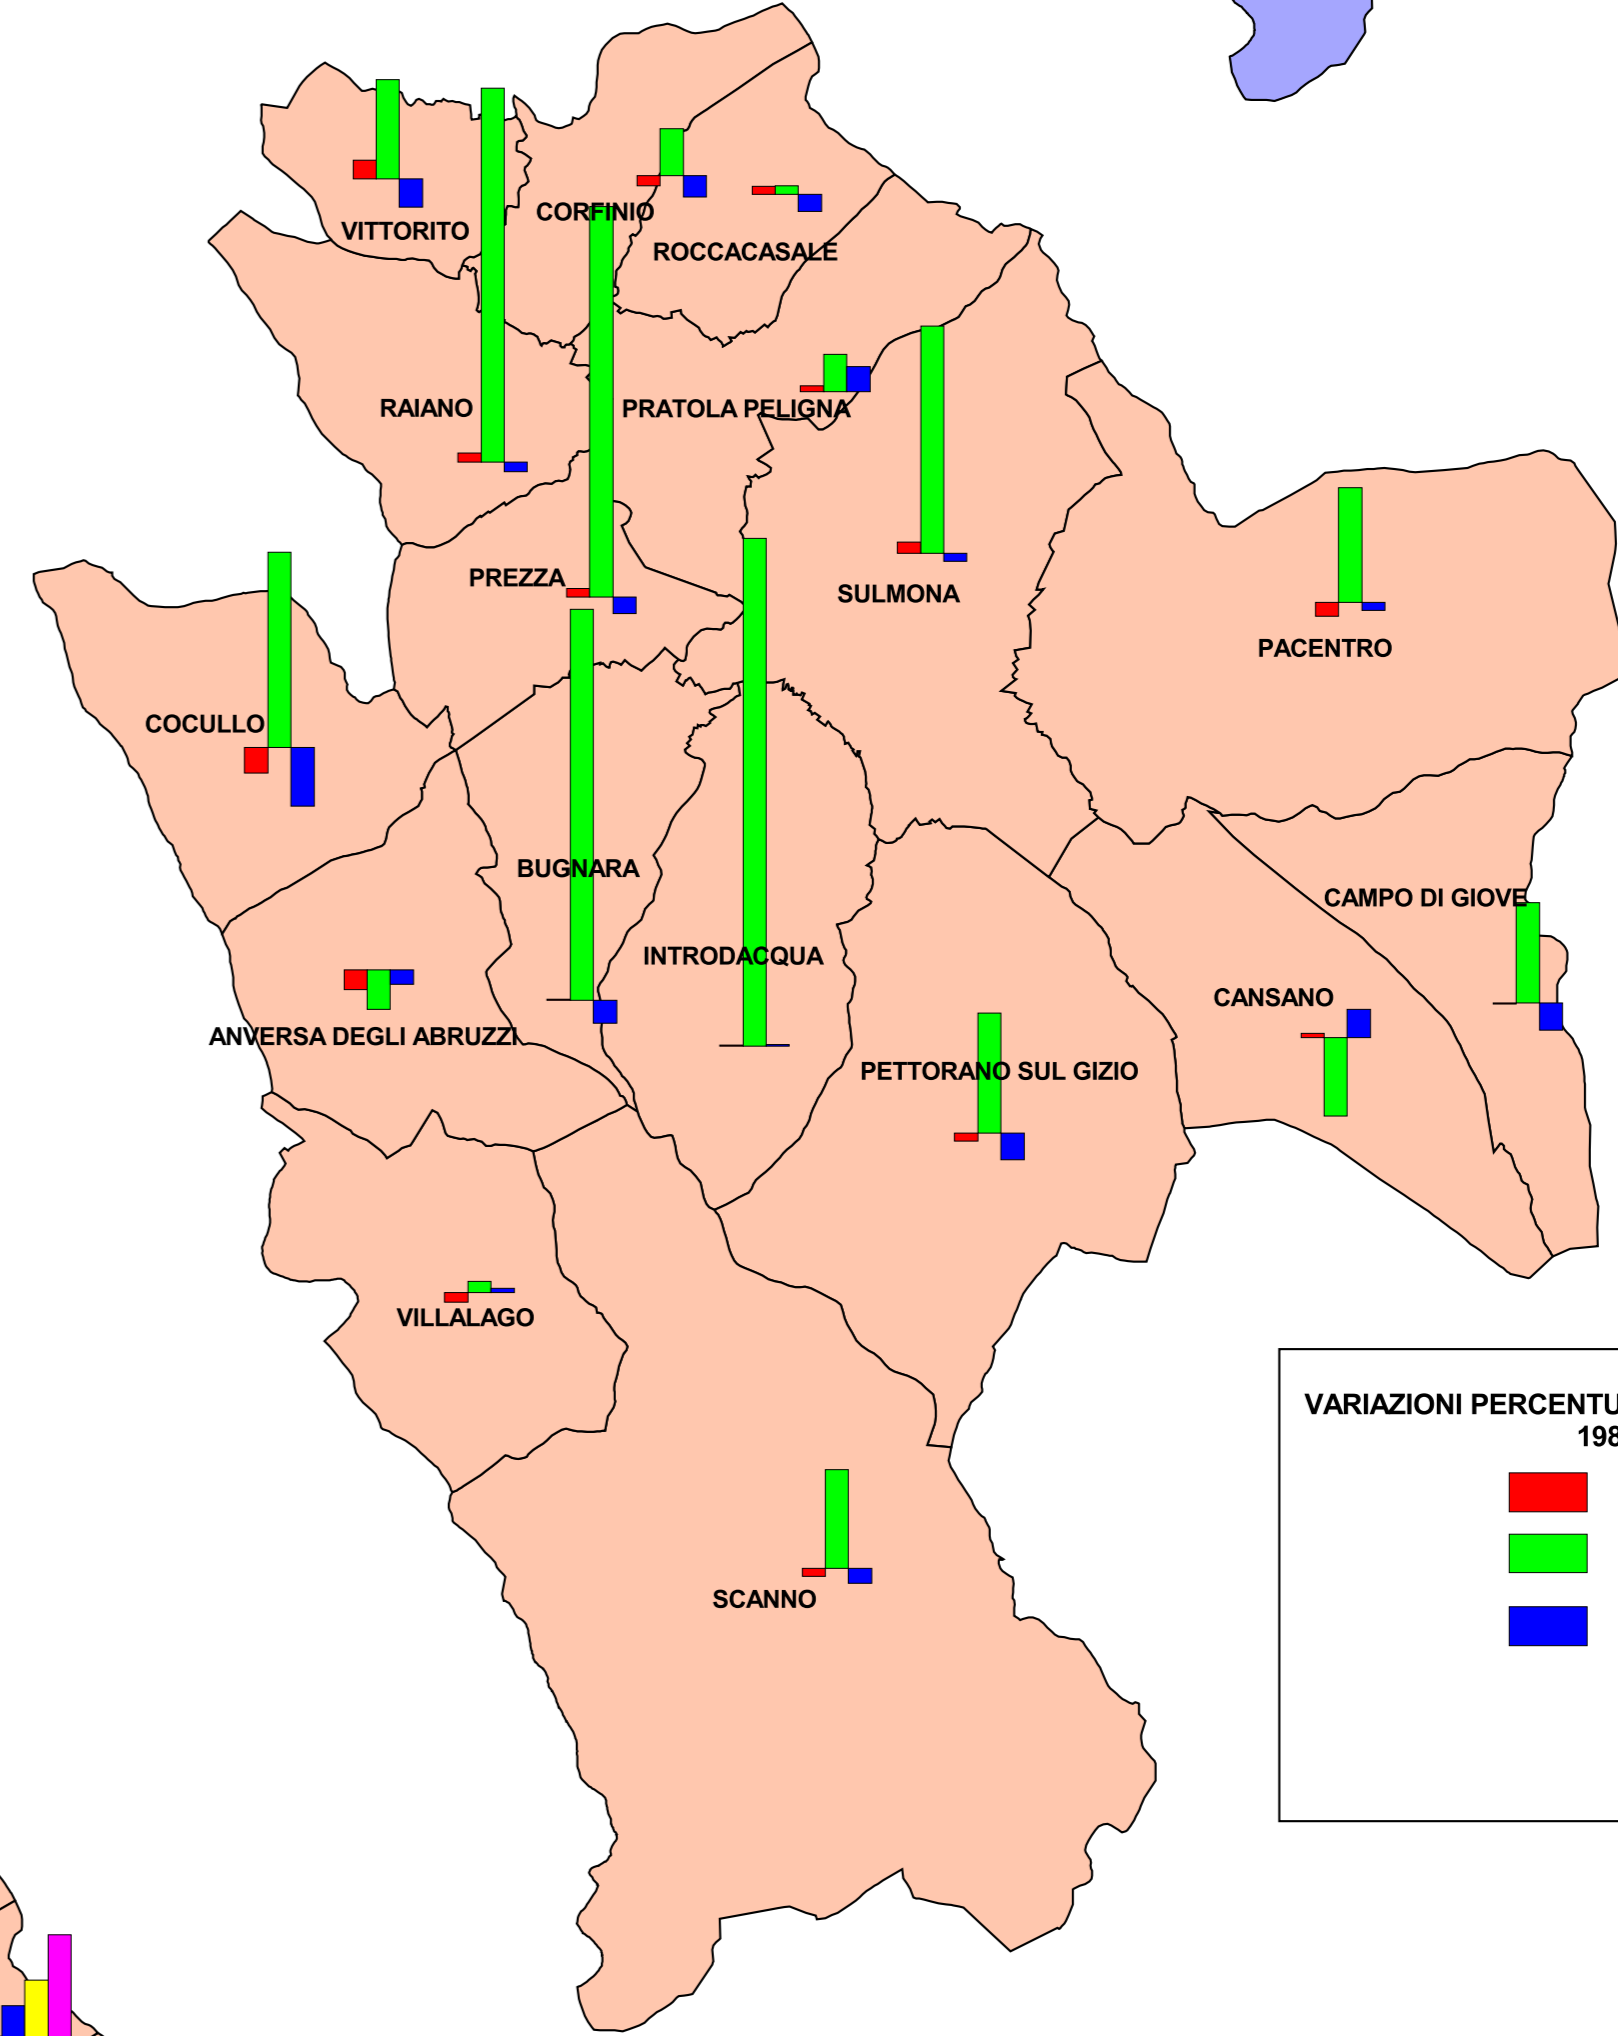 CORFINIO
VITTORITO
ROCCACASALE
RAIANO
PRATOLA PELIGNA
PREZZA
SULMONA
PACENTRO
COCULLO
BUGNARA
CAMPO DI GIOVE
INTRODACQUA
CANSANO
ANVERSA DEGLI ABRUZZI
PETTORANO SUL GIZIO
VILLALAGO
VARIAZIONI PERCENTU
198
SCANNO